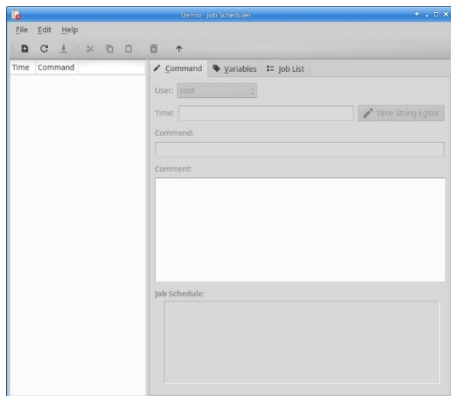 Demo - Job Scheduler
File Edit Help
Time Command
Command Variables Job List
User: root
Time: Time String Editor
Command:
Comment:
Job Schedule: